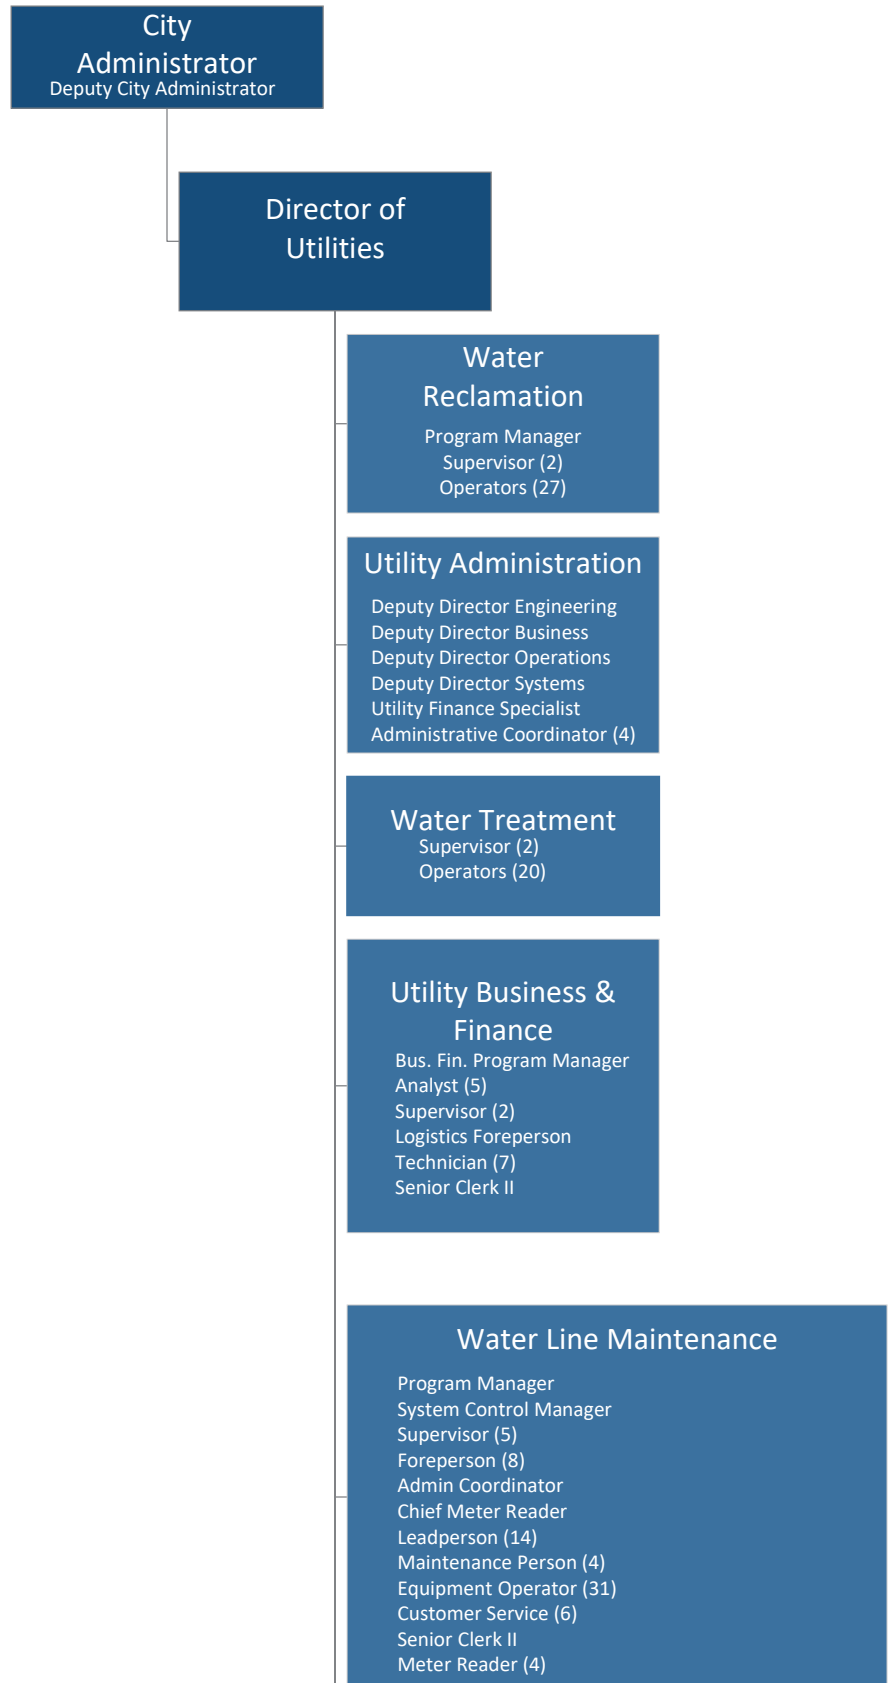 City
Administrator
Deputy City Administrator
Director of
Utilities
Water
Reclamation
Program Manager
Supervisor (2)
Operators (27)
Utility Administration
Deputy Director Engineering
Deputy Director Business
Deputy Director Operations
Deputy Director Systems
Utility Finance Specialist
Administrative Coordinator (4)
Water Treatment
Supervisor (2)
Operators (20)
Utility Business &
Finance
Bus. Fin. Program Manager
Analyst (5)
Supervisor (2)
Logistics Foreperson
Technician (7)
Senior Clerk II
Water Line Maintenance
Program Manager
System Control Manager
Supervisor (5)
Foreperson (8)
Admin Coordinator
Chief Meter Reader
Leadperson (14)
Maintenance Person (4)
Equipment Operator (31)
Customer Service (6)
Senior Clerk II
Meter Reader (4)